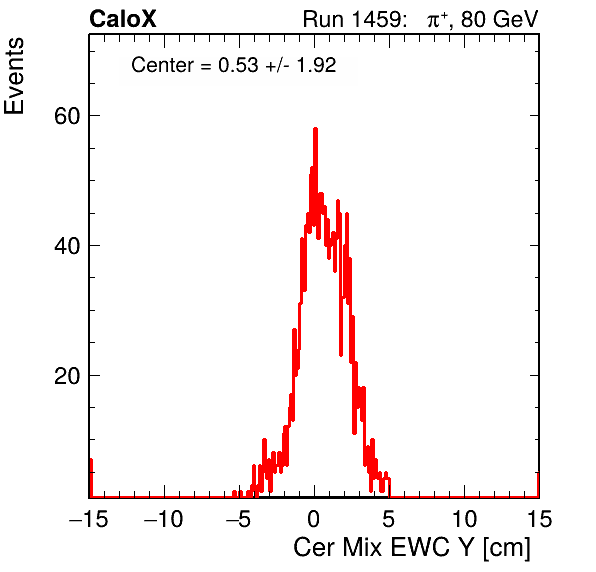 CaloX Run 1459: π⁺, 80 GeV
Center = 0.53 +/- 1.92
Events
60
40
20
−15 −10 −5 0 5 10 15
Cer Mix EWC Y [cm]